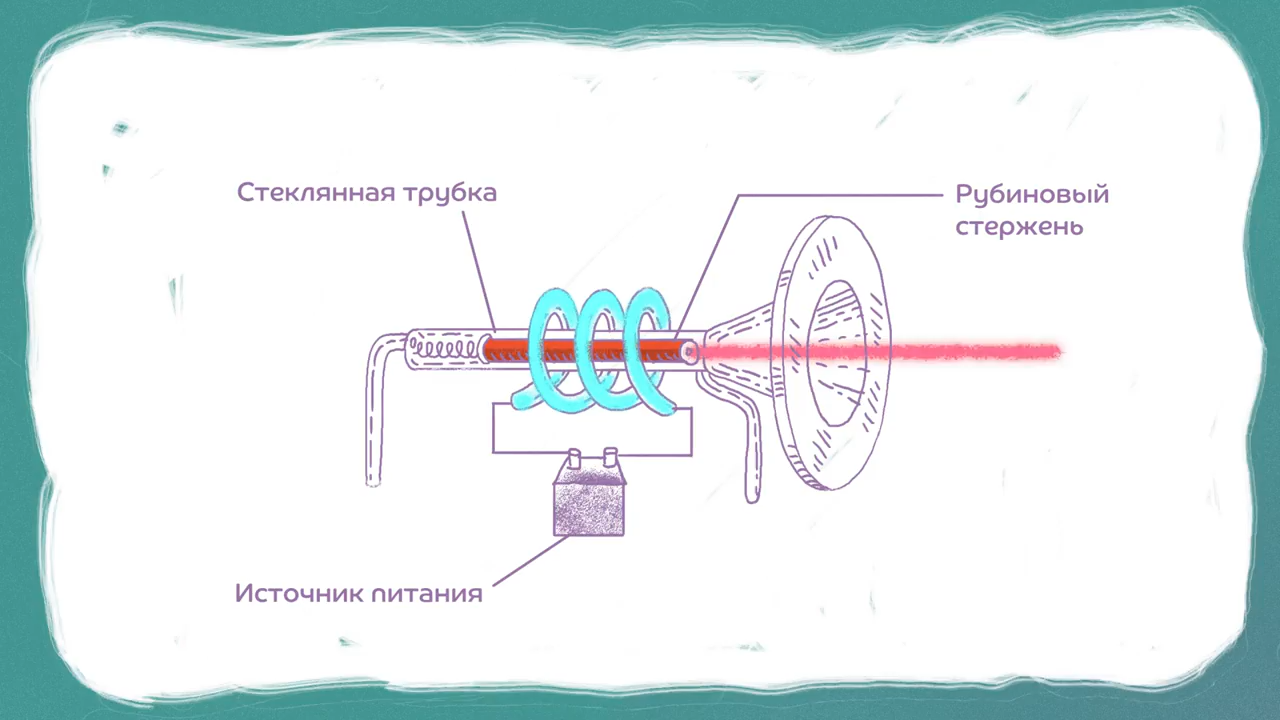 Стеклянная трубка
Рубиновый
стержень
Источник питания